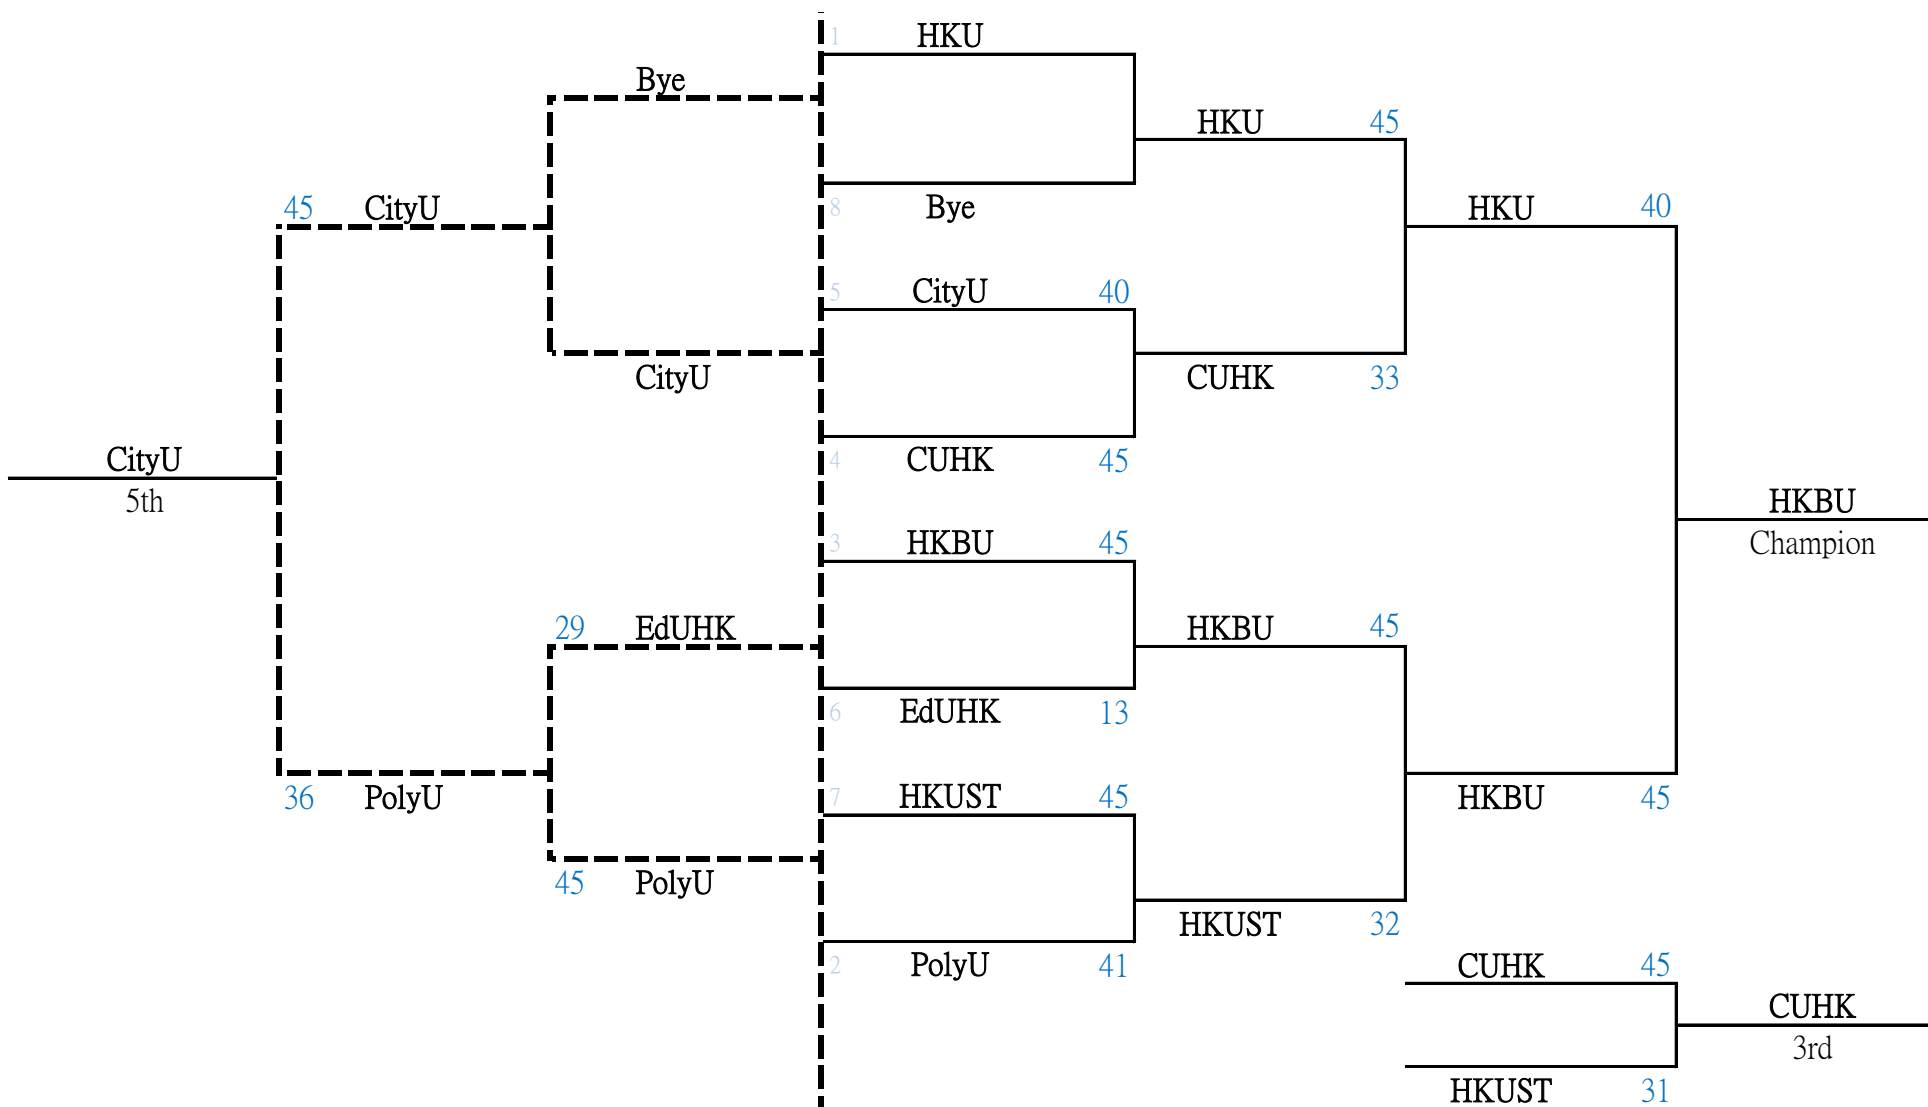 1 HKU
Bye
HKU 45
45 CityU
8 Bye
HKU 40
5 CityU 40
CityU
CUHK 33
CityU
5th
4 CUHK 45
HKBU
Champion
3 HKBU 45
29 EdUHK
HKBU 45
6 EdUHK 13
36 PolyU
7 HKUST 45
HKBU 45
45 PolyU
HKUST 32
2 PolyU 41
CUHK 45
CUHK
3rd
HKUST 31